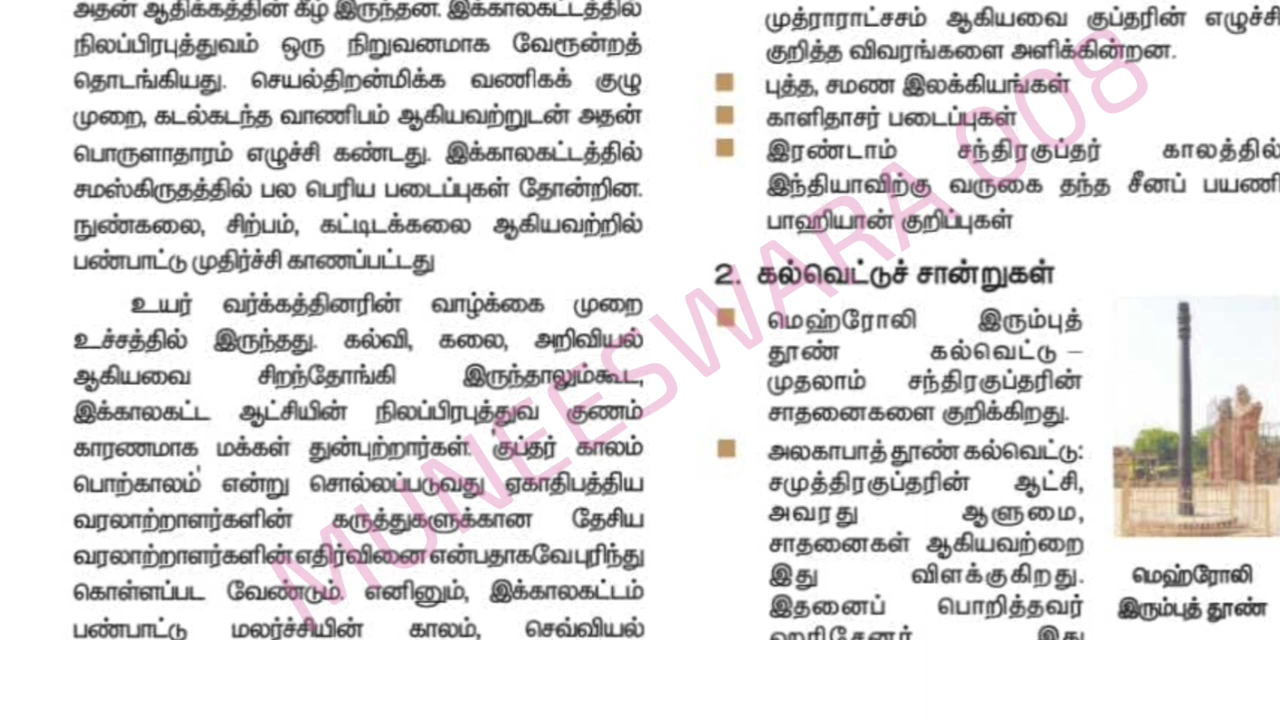 அதன் ஆதிக்கத்தின் கீழ் இருந்தன. இக்காலகட்டத்தில்
நிலப்பிரபுத்துவம் ஒரு நிறுவனமாக வேரூன்றத்
தொடங்கியது. செயல்திறன்மிக்க வணிகக் குழு
முறை, கடல்கடந்த வாணிபம் ஆகியவற்றுடன் அதன்
பொருளாதாரம் எழுச்சி கண்டது. இக்காலகட்டத்தில்
சமஸ்கிருதத்தில் பல பெரிய படைப்புகள் தோன்றின.
நுண்கலை, சிற்பம், கட்டிடக்கலை ஆகியவற்றில்
பண்பாட்டு முதிர்ச்சி காணப்பட்டது
உயர் வர்க்கத்தினரின் வாழ்க்கை முறை
உச்சத்தில் இருந்தது. கல்வி, கலை, அறிவியல்
ஆகியவை சிறந்தோங்கி இருந்தாலும்கூட,
இக்காலகட்ட ஆட்சியின் நிலப்பிரபுத்துவ குணம்
காரணமாக மக்கள் துன்புற்றார்கள். 'குப்தர் காலம்
பொற்காலம்' என்று சொல்லப்படுவது ஏகாதிபத்திய
வரலாற்றாளர்களின் கருத்துகளுக்கான தேசிய
வரலாற்றாளர்களின் எதிர்வினை என்பதாகவே புரிந்து
கொள்ளப்பட வேண்டும். எனினும், இக்காலகட்டம்
பண்பாட்டு மலர்ச்சியின் காலம், செவ்வியல்
முத்ராராட்சசம் ஆகியவை குப்தரின் எழுச்சி
குறித்த விவரங்களை அளிக்கின்றன.
புத்த, சமண இலக்கியங்கள்
காளிதாசர் படைப்புகள்
இரண்டாம் சந்திரகுப்தர் காலத்தில்
இந்தியாவிற்கு வருகை தந்த சீனப் பயணி
பாஹியான் குறிப்புகள்
2. கல்வெட்டுச் சான்றுகள்
மெஹ்ரோலி இரும்புத்
தூண் கல்வெட்டு –
முதலாம் சந்திரகுப்தரின்
சாதனைகளை குறிக்கிறது.
அலகாபாத் தூண் கல்வெட்டு:
சமுத்திரகுப்தரின் ஆட்சி,
அவரது ஆளுமை,
சாதனைகள் ஆகியவற்றை
இது விளக்குகிறது.
இதனைப் பொறித்தவர்
ஹரிசேனர் இது
மெஹ்ரோலி
இரும்புத் தூண்
MUNEESWARA 008